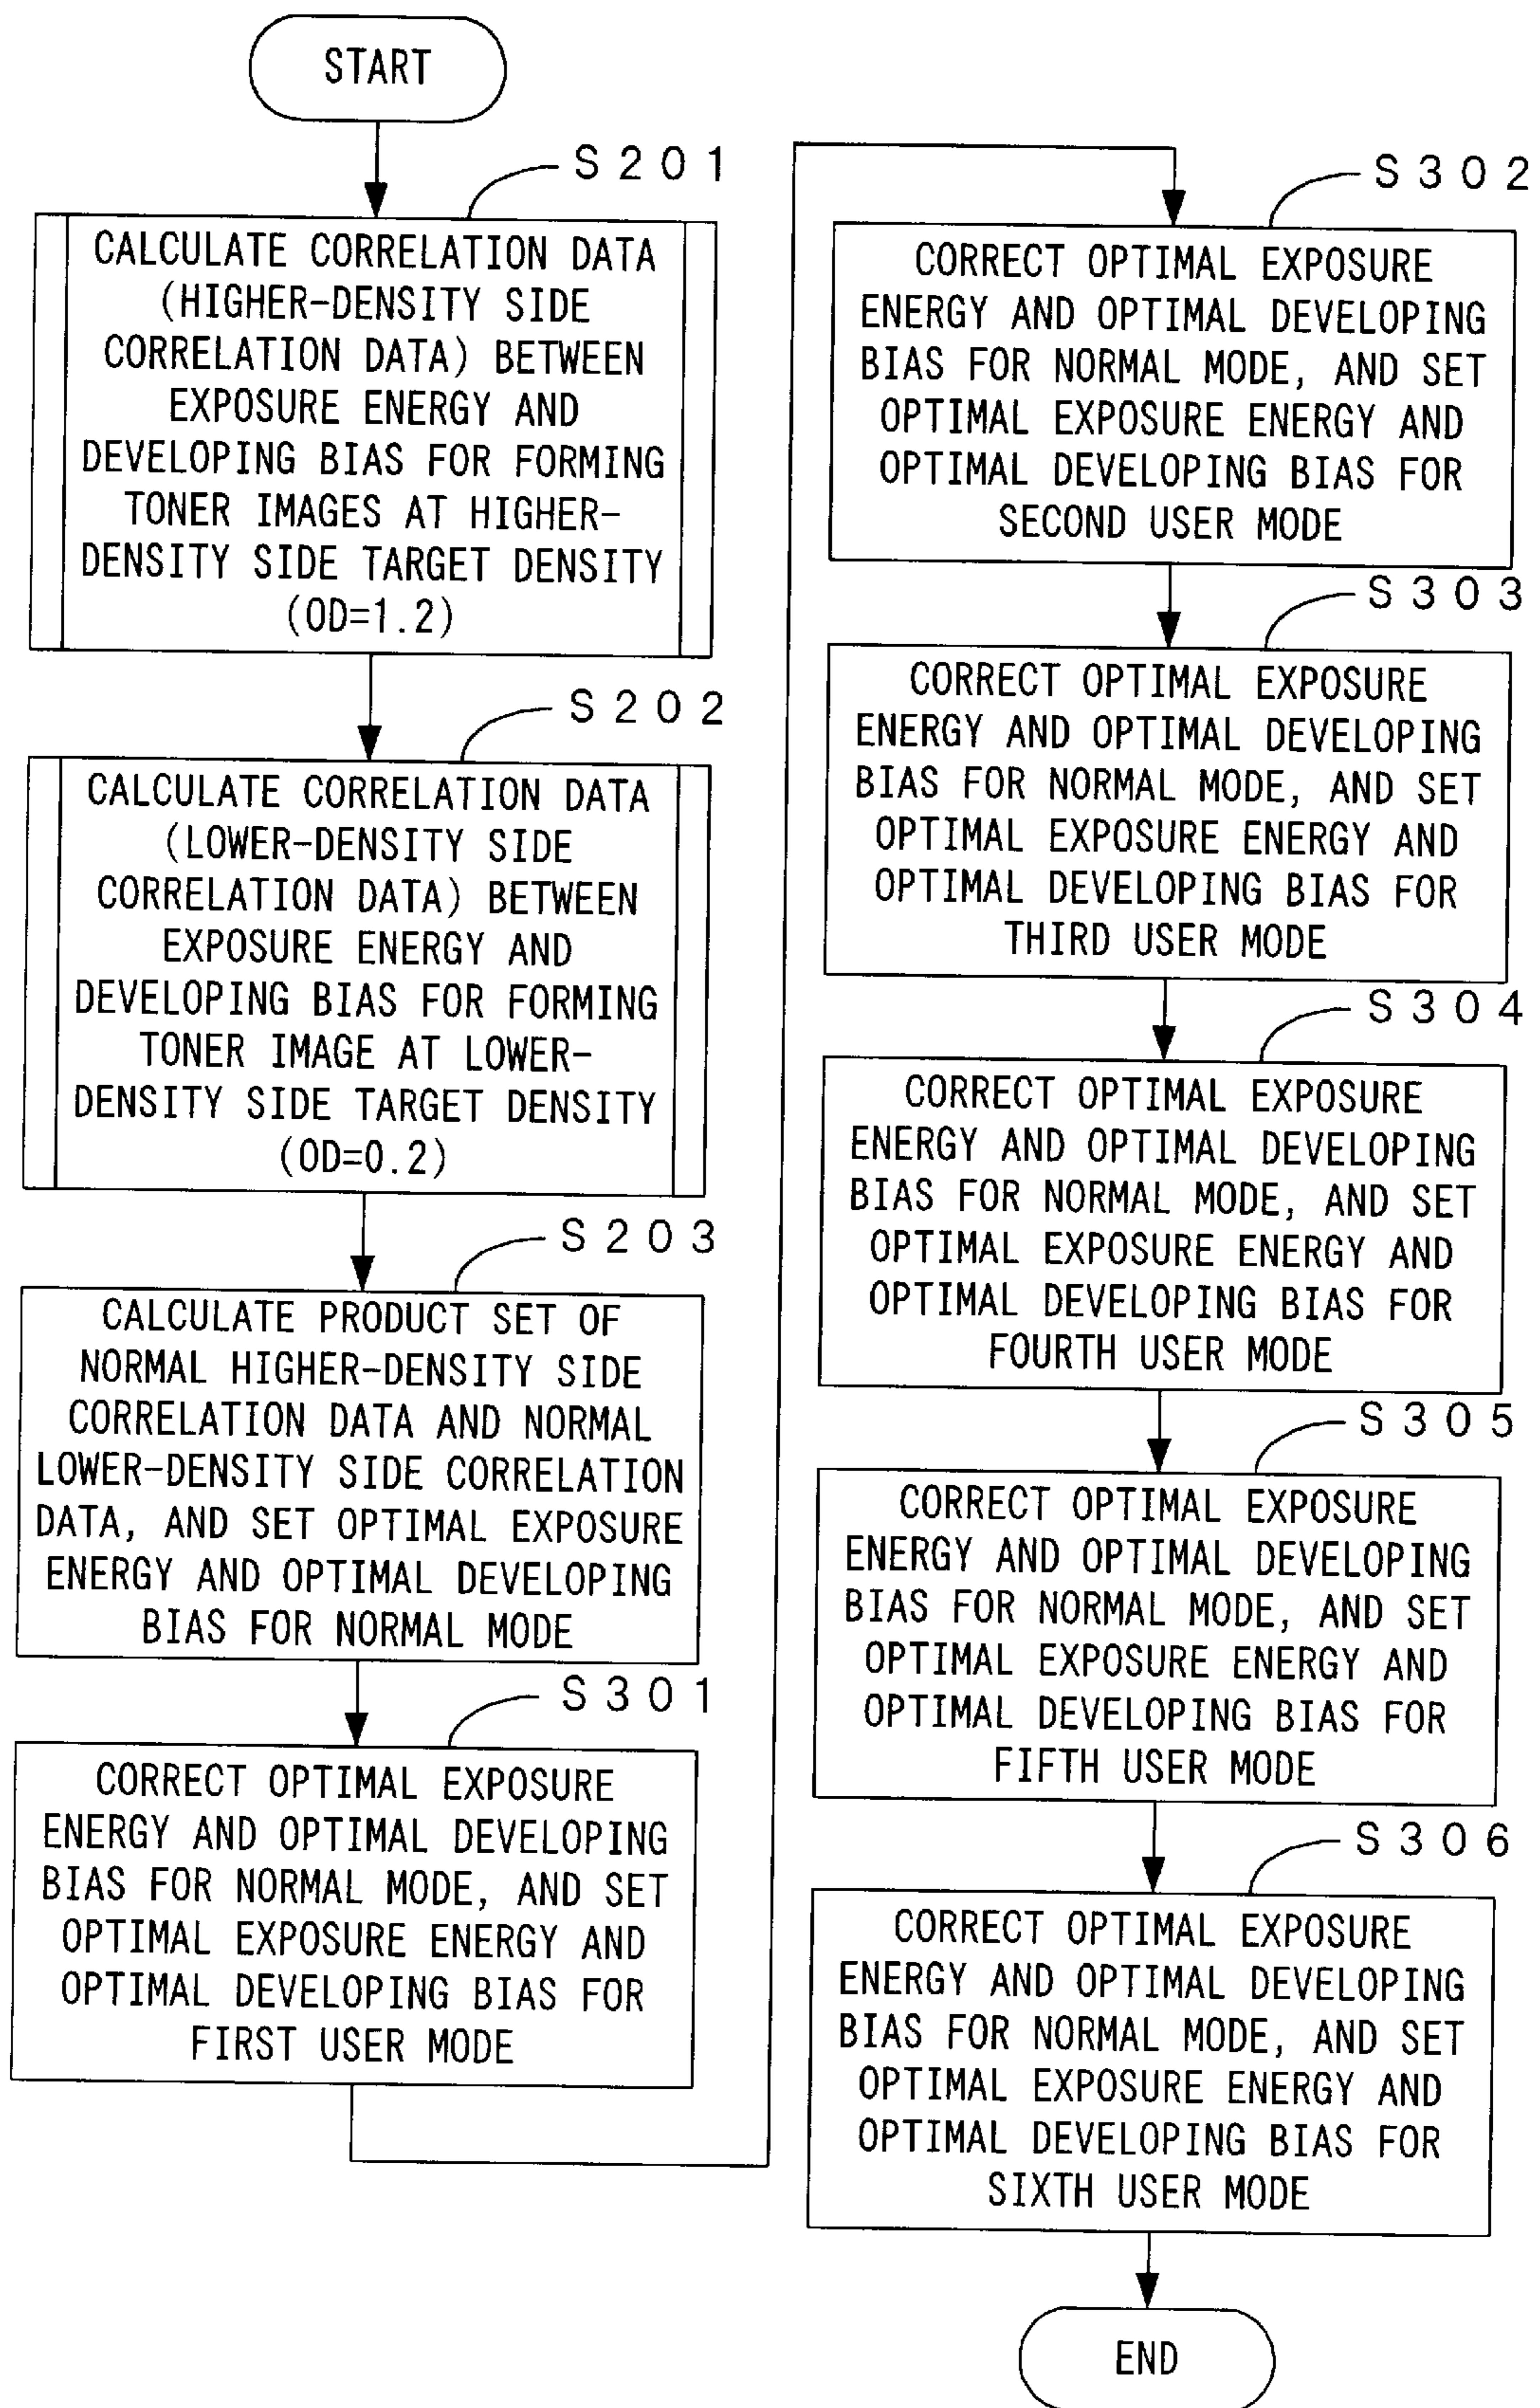 START
S201
CALCULATE CORRELATION DATA
(HIGHER-DENSITY SIDE
CORRELATION DATA) BETWEEN
EXPOSURE ENERGY AND
DEVELOPING BIAS FOR FORMING
TONER IMAGES AT HIGHER-
DENSITY SIDE TARGET DENSITY
(OD=1.2)
S202
CALCULATE CORRELATION DATA
(LOWER-DENSITY SIDE
CORRELATION DATA) BETWEEN
EXPOSURE ENERGY AND
DEVELOPING BIAS FOR FORMING
TONER IMAGE AT LOWER-
DENSITY SIDE TARGET DENSITY
(OD=0.2)
S203
CALCULATE PRODUCT SET OF
NORMAL HIGHER-DENSITY SIDE
CORRELATION DATA AND NORMAL
LOWER-DENSITY SIDE CORRELATION
DATA, AND SET OPTIMAL EXPOSURE
ENERGY AND OPTIMAL DEVELOPING
BIAS FOR NORMAL MODE
S301
CORRECT OPTIMAL EXPOSURE
ENERGY AND OPTIMAL DEVELOPING
BIAS FOR NORMAL MODE, AND SET
OPTIMAL EXPOSURE ENERGY AND
OPTIMAL DEVELOPING BIAS FOR
FIRST USER MODE
S302
CORRECT OPTIMAL EXPOSURE
ENERGY AND OPTIMAL DEVELOPING
BIAS FOR NORMAL MODE, AND SET
OPTIMAL EXPOSURE ENERGY AND
OPTIMAL DEVELOPING BIAS FOR
SECOND USER MODE
S303
CORRECT OPTIMAL EXPOSURE
ENERGY AND OPTIMAL DEVELOPING
BIAS FOR NORMAL MODE, AND SET
OPTIMAL EXPOSURE ENERGY AND
OPTIMAL DEVELOPING BIAS FOR
THIRD USER MODE
S304
CORRECT OPTIMAL EXPOSURE
ENERGY AND OPTIMAL DEVELOPING
BIAS FOR NORMAL MODE, AND SET
OPTIMAL EXPOSURE ENERGY AND
OPTIMAL DEVELOPING BIAS FOR
FOURTH USER MODE
S305
CORRECT OPTIMAL EXPOSURE
ENERGY AND OPTIMAL DEVELOPING
BIAS FOR NORMAL MODE, AND SET
OPTIMAL EXPOSURE ENERGY AND
OPTIMAL DEVELOPING BIAS FOR
FIFTH USER MODE
S306
CORRECT OPTIMAL EXPOSURE
ENERGY AND OPTIMAL DEVELOPING
BIAS FOR NORMAL MODE, AND SET
OPTIMAL EXPOSURE ENERGY AND
OPTIMAL DEVELOPING BIAS FOR
SIXTH USER MODE
END